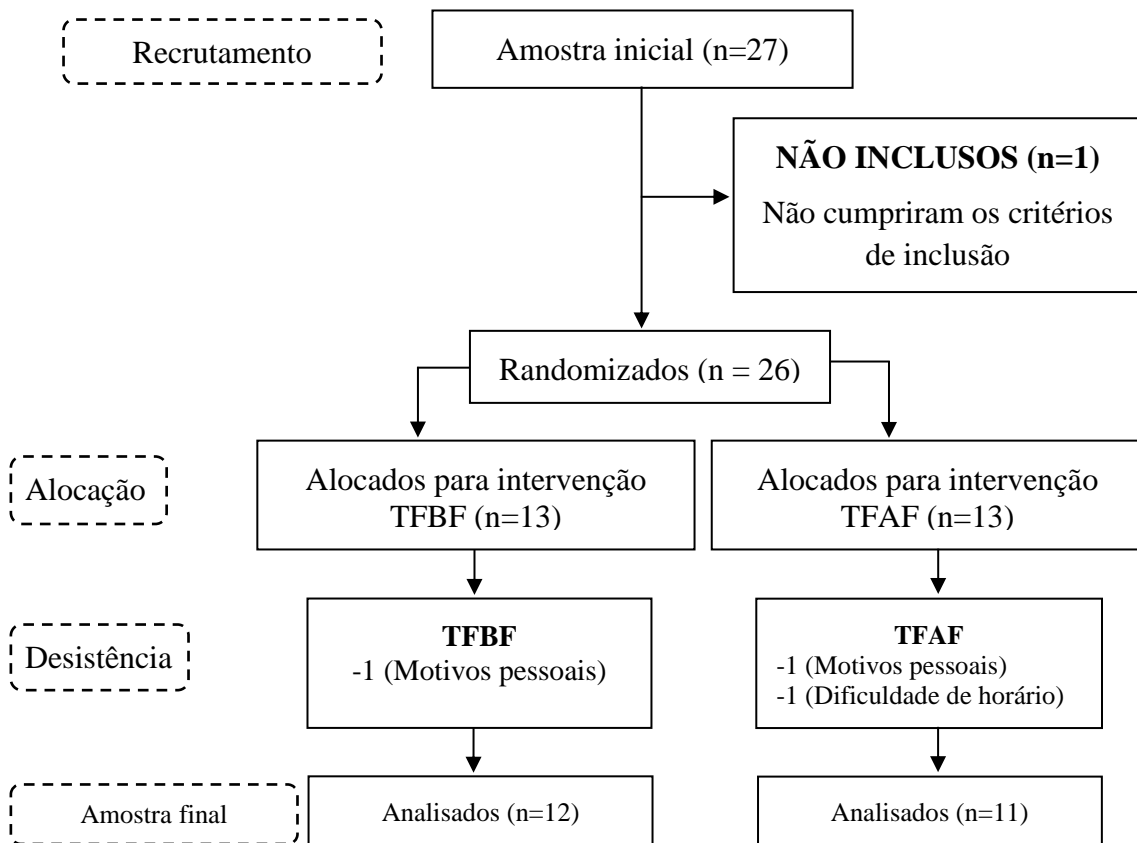 Recrutamento
Amostra inicial (n=27)
NÃO INCLUSOS (n=1)
Não cumpriram os critérios
de inclusão
Randomizados (n = 26)
Alocação
Alocados para intervenção
TFBF (n=13)
Alocados para intervenção
TFAF (n=13)
Desistência
TFBF
-1 (Motivos pessoais)
TFAF
-1 (Motivos pessoais)
-1 (Dificuldade de horário)
Amostra final
Analisados (n=12)
Analisados (n=11)